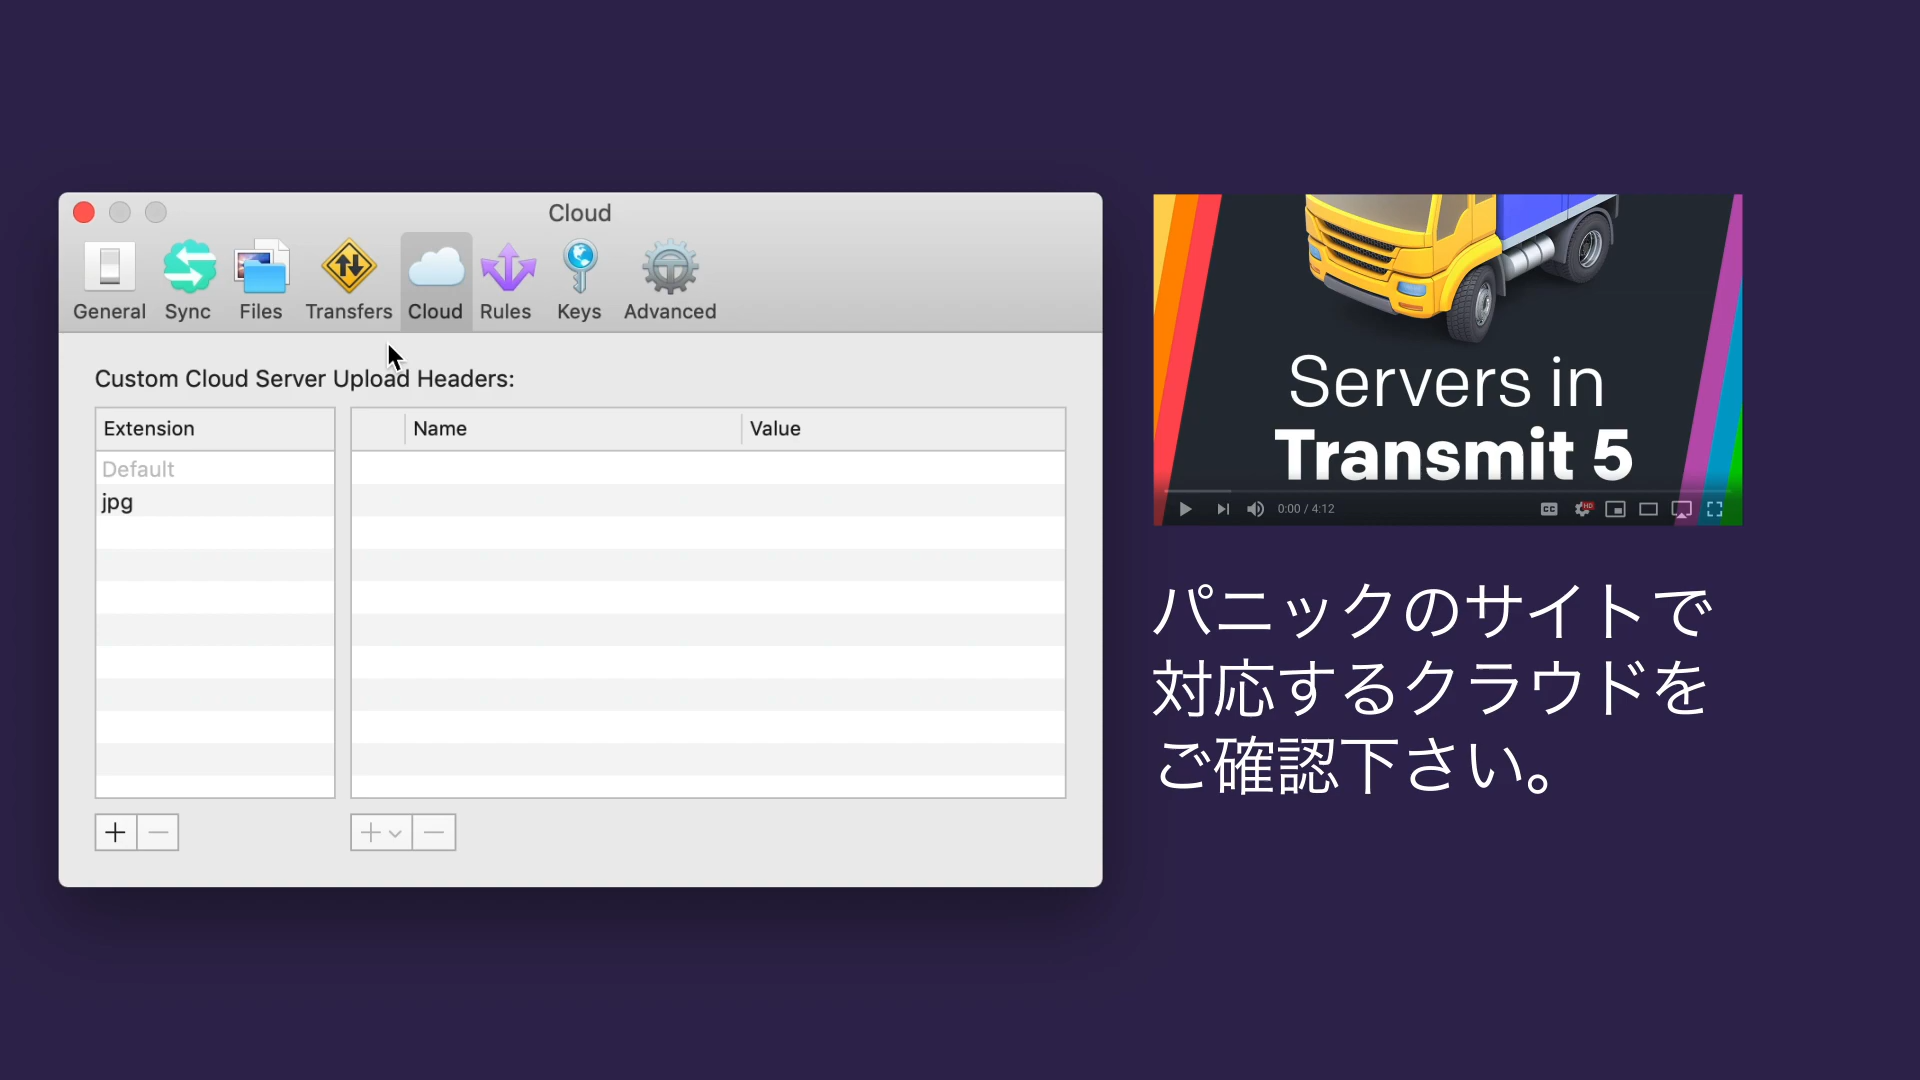 Cloud
General Sync Files Transfers Cloud Rules Keys Advanced
Custom Cloud Server Upload Headers:
Extension Name Value
Default
jpg
Servers in
Transmit 5
0:00 / 4:12
CC HD
パニックのサイトで
対応するクラウドを
ご確認下さい。